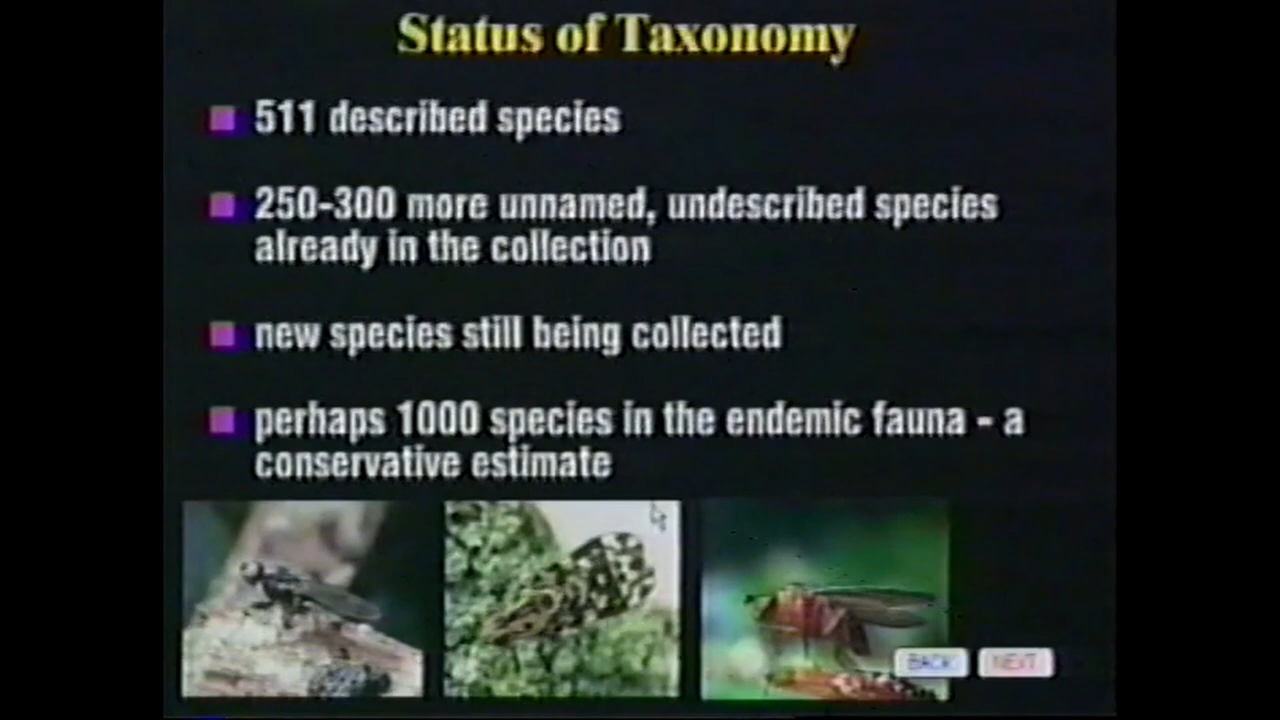 Status of Taxonomy
511 described species
250-300 more unnamed, undescribed species
already in the collection
new species still being collected
perhaps 1000 species in the endemic fauna - a
conservative estimate
BACK NEXT